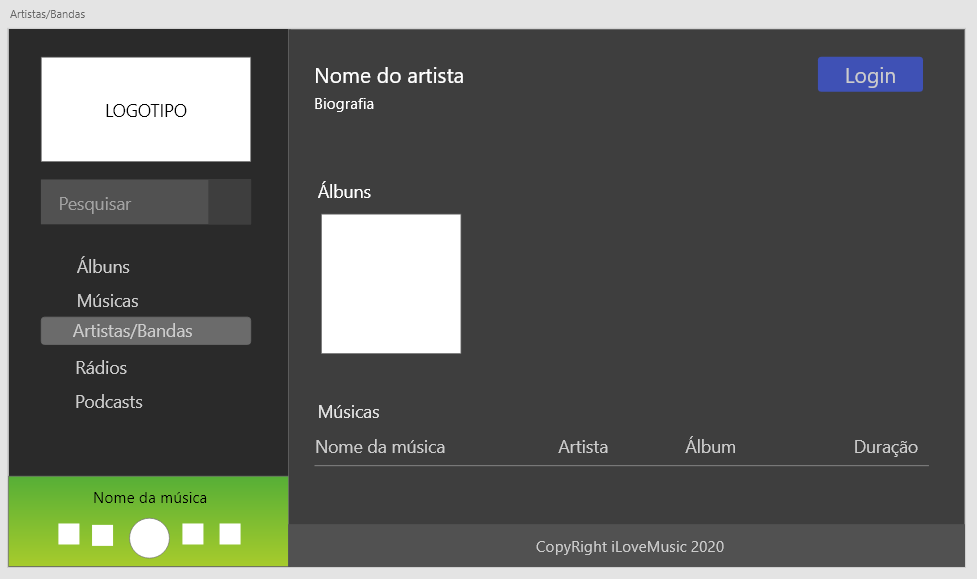 Artistas/Bandas
LOGOTIPO
Pesquisar
Álbuns
Músicas
Artistas/Bandas
Rádios
Podcasts
Nome da música
Nome do artista
Login
Biografia
Álbuns
Músicas
Nome da música Artista Álbum Duração
CopyRight iLoveMusic 2020